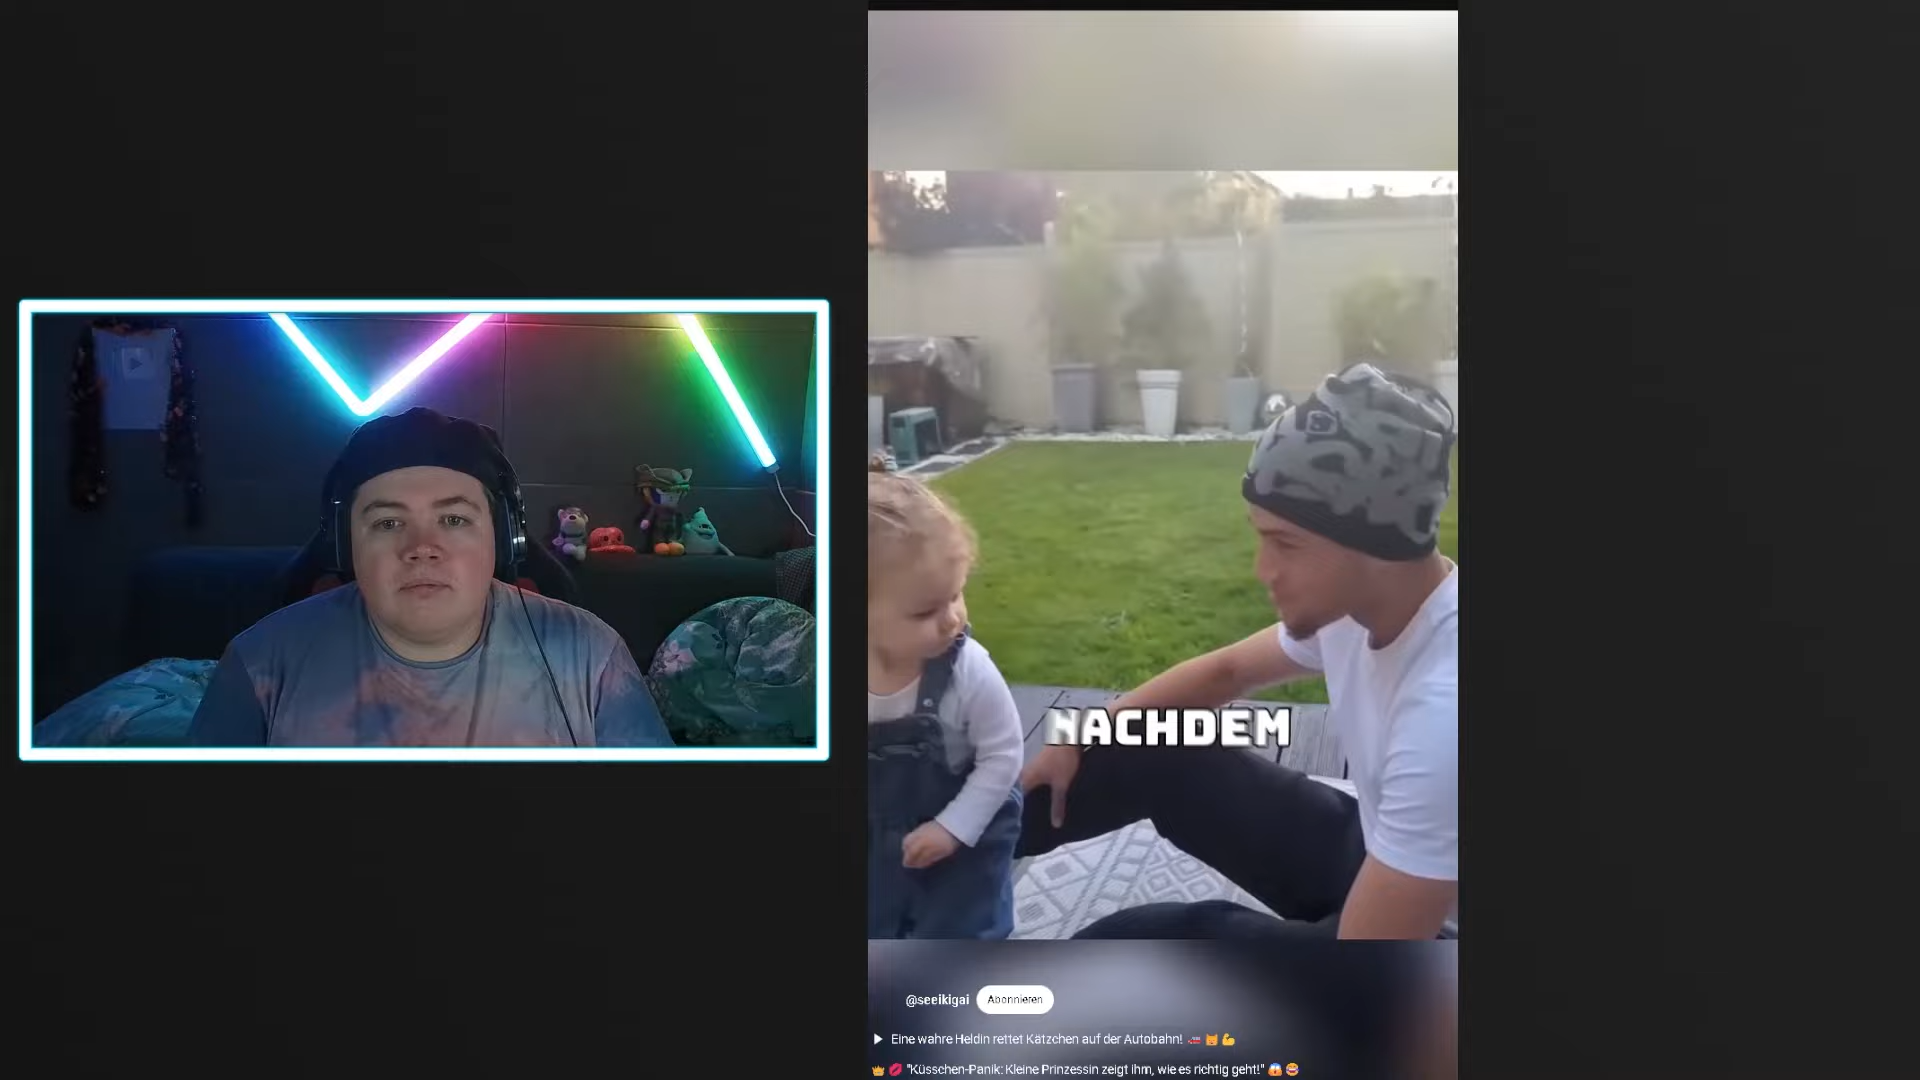 NACHDEM
@seeikigai Abonnieren
Eine wahre Heldin rettet Kätzchen auf der Autobahn! 🚗 🐱 💪
👑 💋 "Küsschen-Panik: Kleine Prinzessin zeigt ihm, wie es richtig geht!" 😱 😂